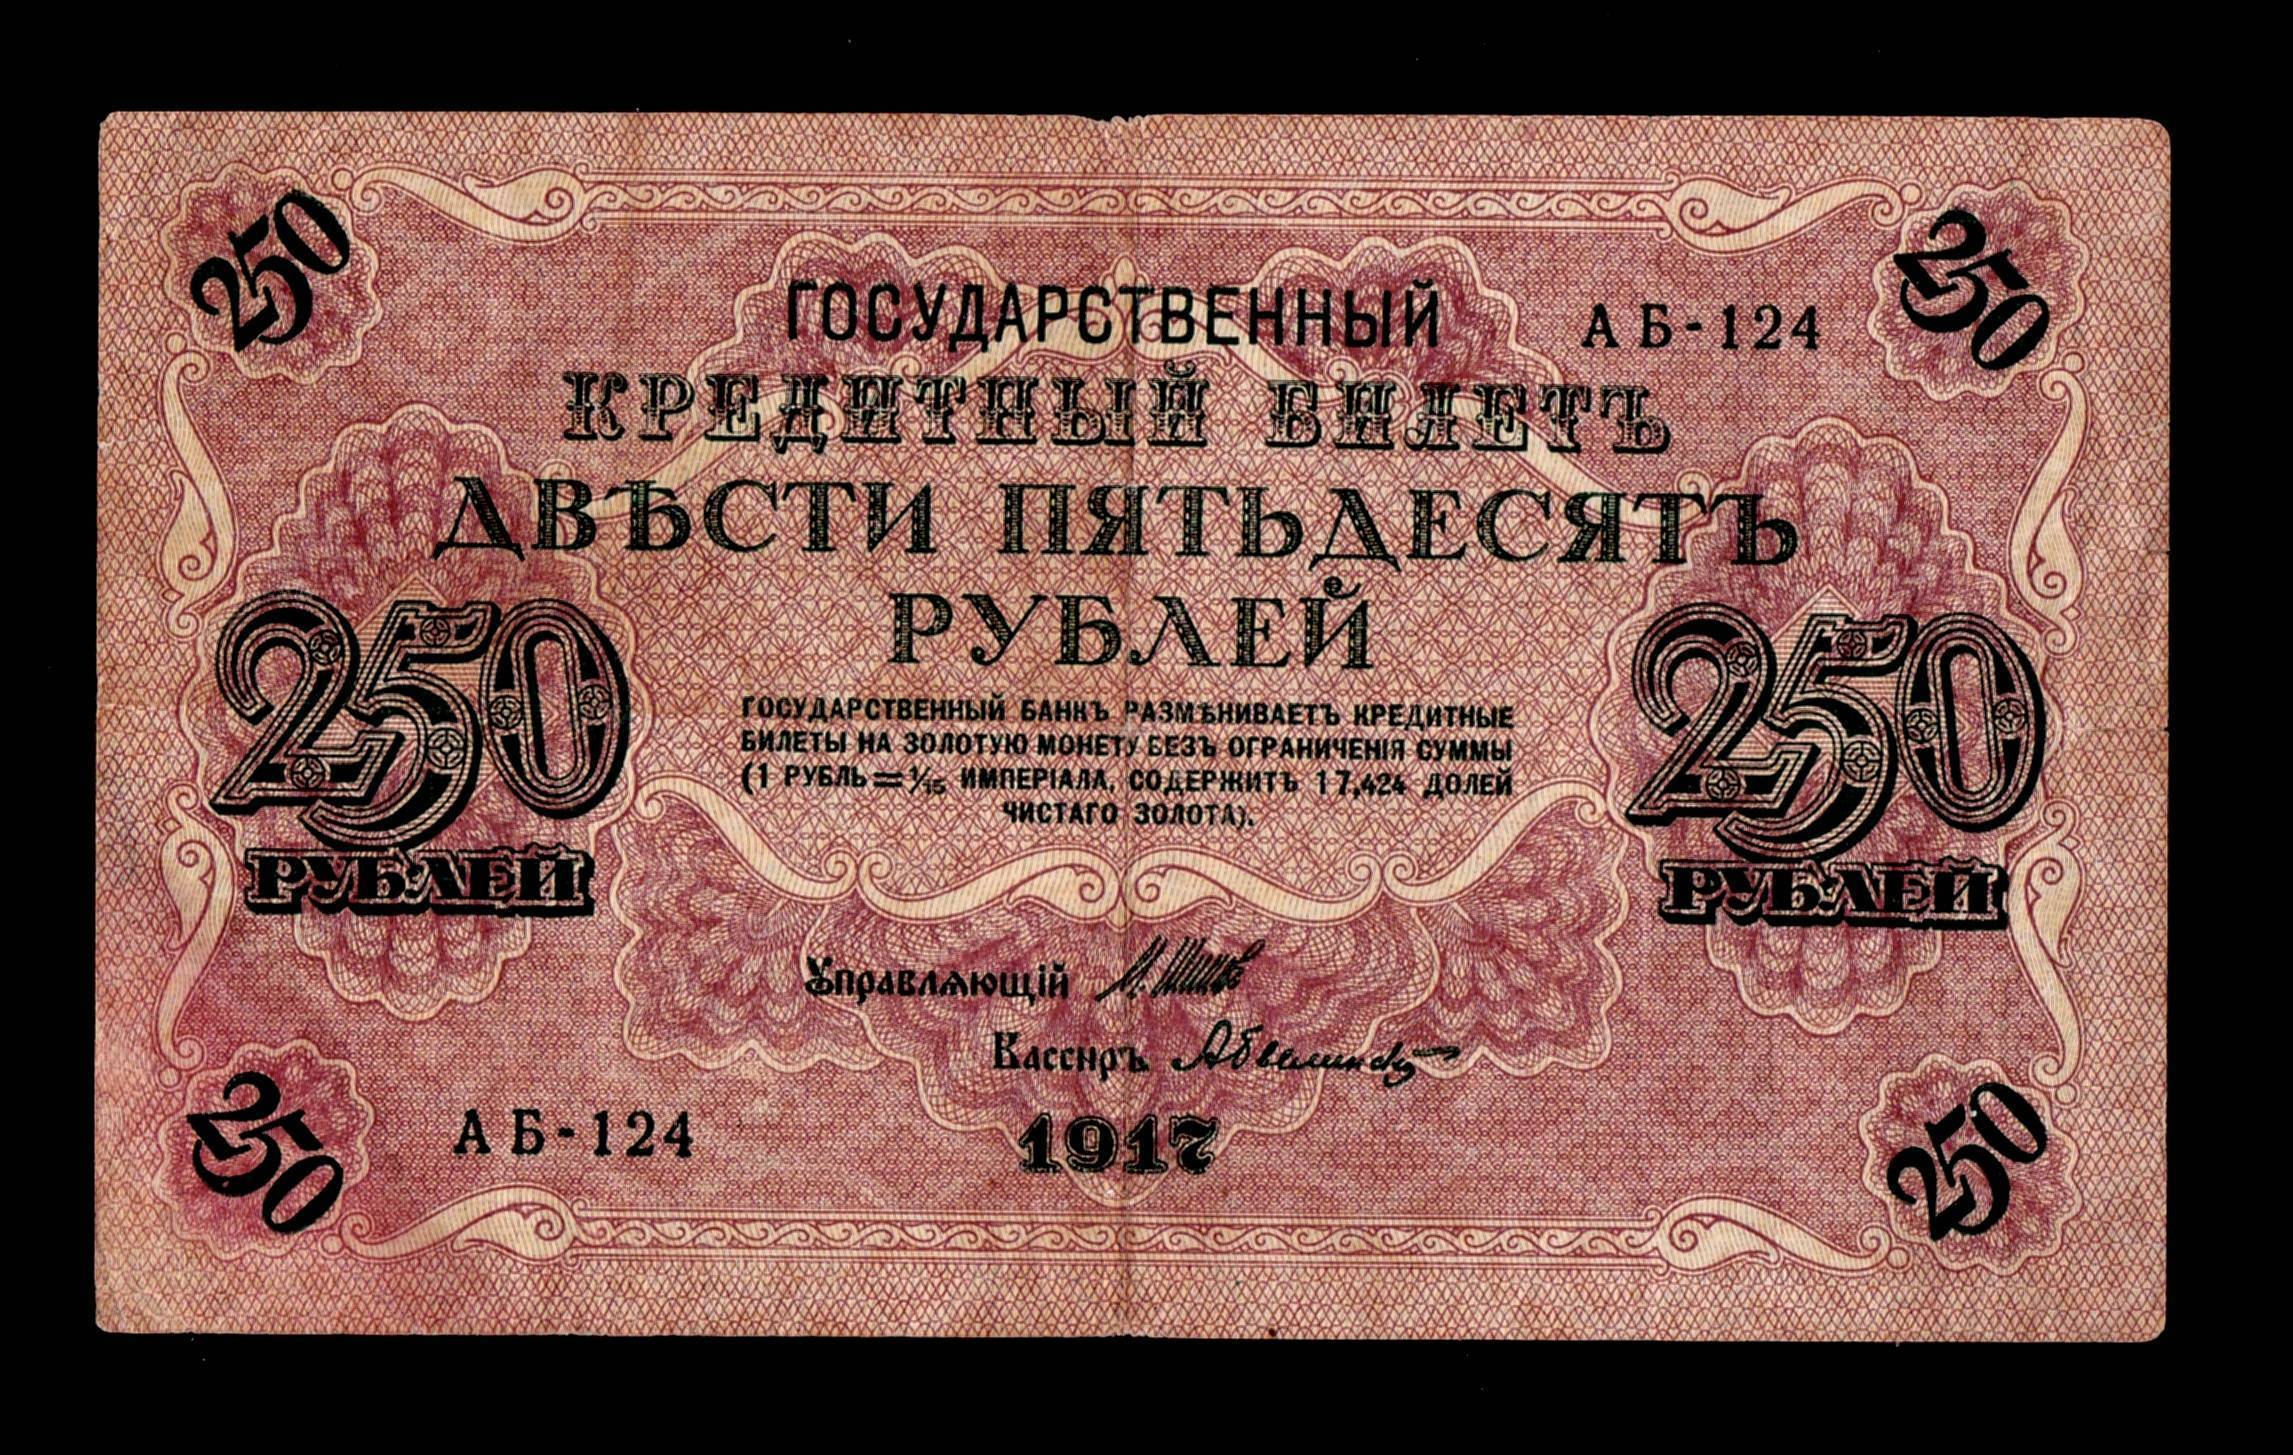 250
250
ГОСУДАРСТВЕННЫЙ
АБ-124
КРЕДИТНЫЙ БИЛЕТЪ
ДВѢСТИ ПЯТЬДЕСЯТЪ
РУБЛЕЙ
250
РУБЛЕЙ
250
РУБЛЕЙ
ГОСУДАРСТВЕННЫЙ БАНКЪ РАЗМѢНИВАЕТЪ КРЕДИТНЫЕ
БИЛЕТЫ НА ЗОЛОТУЮ МОНЕТУ БЕЗЪ ОГРАНИЧЕНІЯ СУММЫ
(1 РУБЛЬ = 1/15 ИМПЕРІАЛА, СОДЕРЖИТЪ 17,424 ДОЛЕЙ
ЧИСТАГО ЗОЛОТА).
Управляющій
Кассиръ
АБ-124
1917
250
250